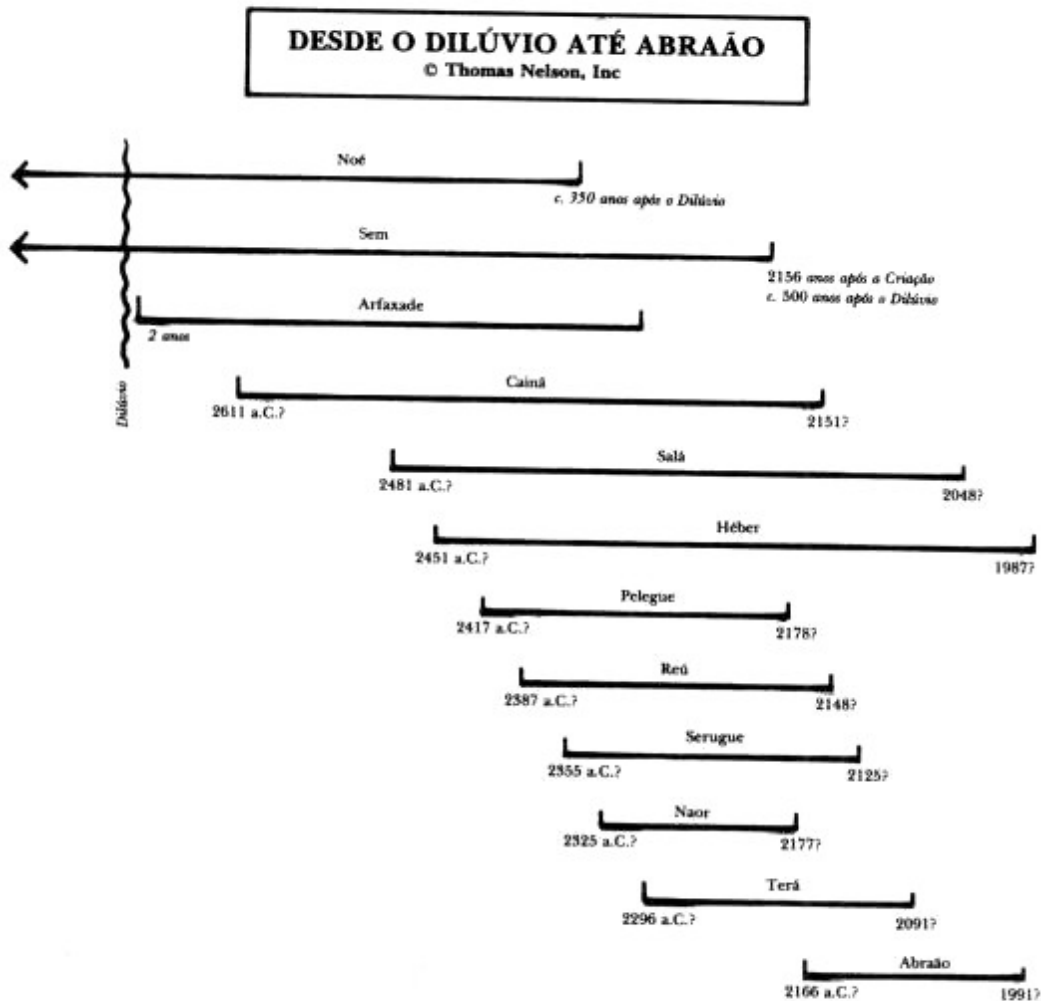 DESDE O DILÚVIO ATÉ ABRAÃO
© Thomas Nelson, Inc
Noé
c. 350 anos após o Dilúvio
Sem
2156 anos após a Criação
c. 500 anos após o Dilúvio
Arfaxade
2 anos
Dilúvio
Cainã
2611 a.C.?
2151?
Salá
2481 a.C.?
2048?
Héber
2451 a.C.?
1987?
Pelegue
2417 a.C.?
2178?
Reú
2387 a.C.?
2148?
Serugue
2355 a.C.?
2125?
Naor
2325 a.C.?
2177?
Terá
2296 a.C.?
2091?
Abraão
2166 a.C.?
1991?